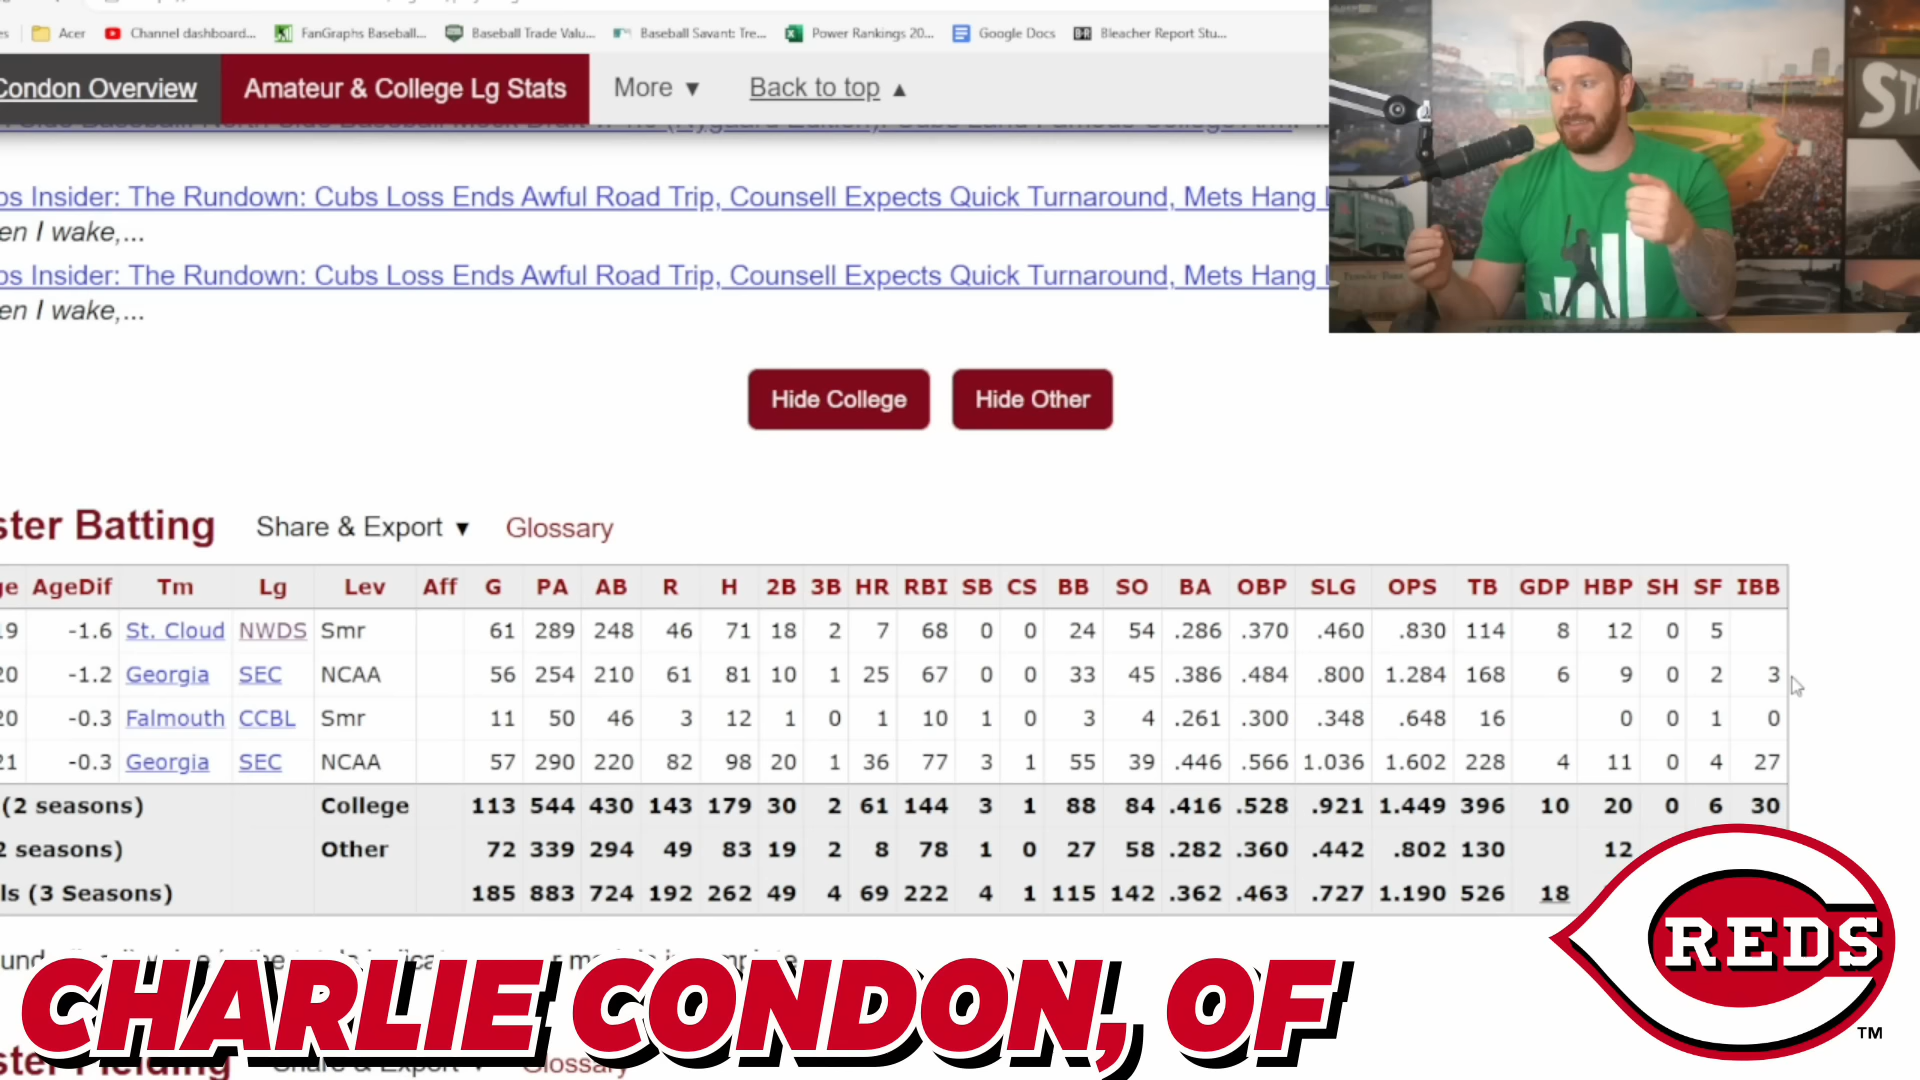 Acer Channel dashboard... FanGraphs Baseball... Baseball Trade Valu... Baseball Savant: Tre... Power Rankings 20... Google Docs Bleacher Report Stu...
Condon Overview Amateur & College Lg Stats More ▼ Back to top ▲
os Insider: The Rundown: Cubs Loss Ends Awful Road Trip, Counsell Expects Quick Turnaround, Mets Hang
en I wake,...
os Insider: The Rundown: Cubs Loss Ends Awful Road Trip, Counsell Expects Quick Turnaround, Mets Hang
en I wake,...
Hide College Hide Other
ster Batting Share & Export ▼ Glossary
ge AgeDif Tm Lg Lev Aff G PA AB R H 2B 3B HR RBI SB CS BB SO BA OBP SLG OPS TB GDP HBP SH SF IBB
19 -1.6 St. Cloud NWDS Smr 61 289 248 46 71 18 2 7 68 0 0 24 54 .286 .370 .460 .830 114 8 12 0 5
20 -1.2 Georgia SEC NCAA 56 254 210 61 81 10 1 25 67 0 0 33 45 .386 .484 .800 1.284 168 6 9 0 2 3
20 -0.3 Falmouth CCBL Smr 11 50 46 3 12 1 0 1 10 1 0 3 4 .261 .300 .348 .648 16 0 0 1 0
21 -0.3 Georgia SEC NCAA 57 290 220 82 98 20 1 36 77 3 1 55 39 .446 .566 1.036 1.602 228 4 11 0 4 27
(2 seasons) College 113 544 430 143 179 30 2 61 144 3 1 88 84 .416 .528 .921 1.449 396 10 20 0 6 30
2 seasons) Other 72 339 294 49 83 19 2 8 78 1 0 27 58 .282 .360 .442 .802 130 12
ls (3 Seasons) 185 883 724 192 262 49 4 69 222 4 1 115 142 .362 .463 .727 1.190 526 18
REDS
TM
CHARLIE CONDON, OF